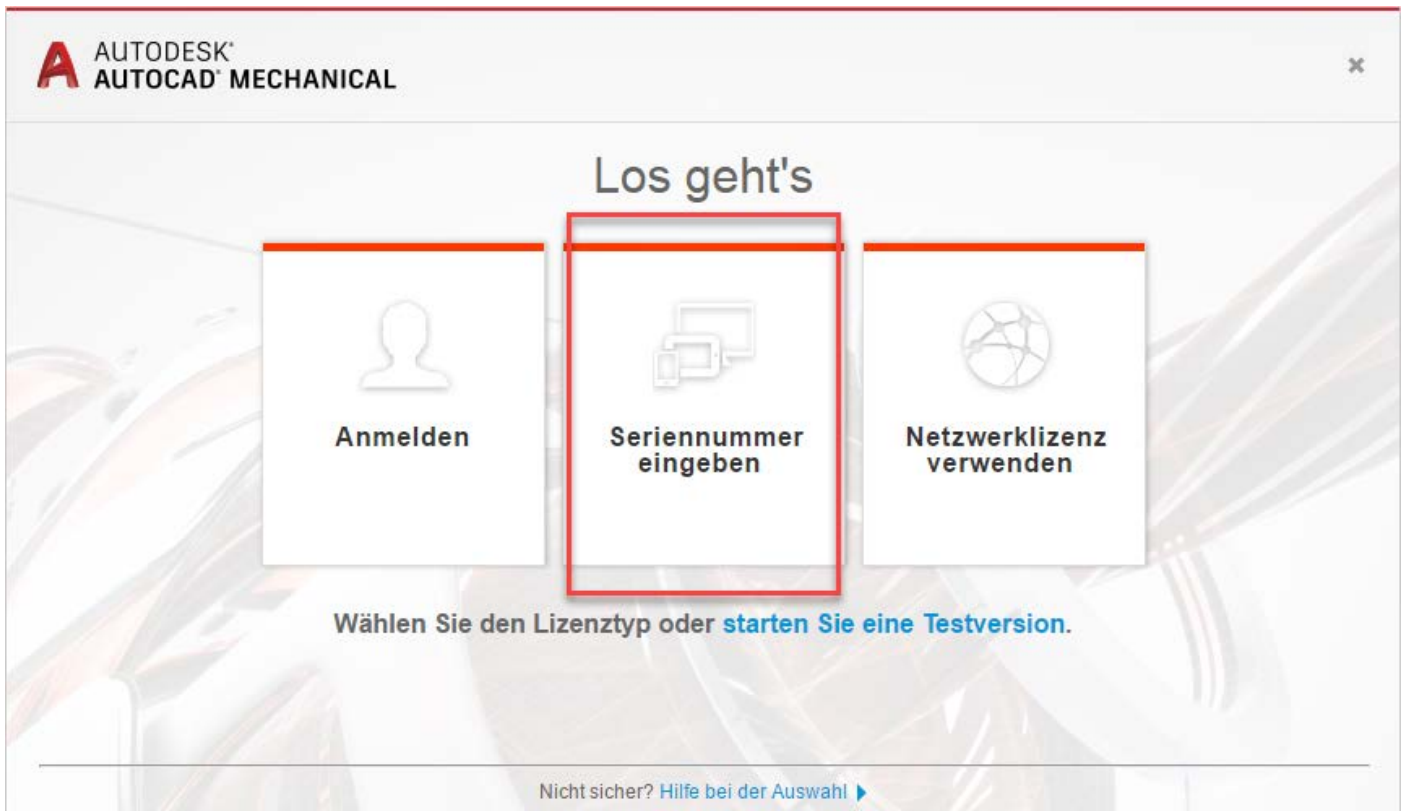 AUTODESK®
AUTOCAD® MECHANICAL
Los geht's
Anmelden
Seriennummer
eingeben
Netzwerklizenz
verwenden
Wählen Sie den Lizenztyp oder starten Sie eine Testversion.
Nicht sicher? Hilfe bei der Auswahl